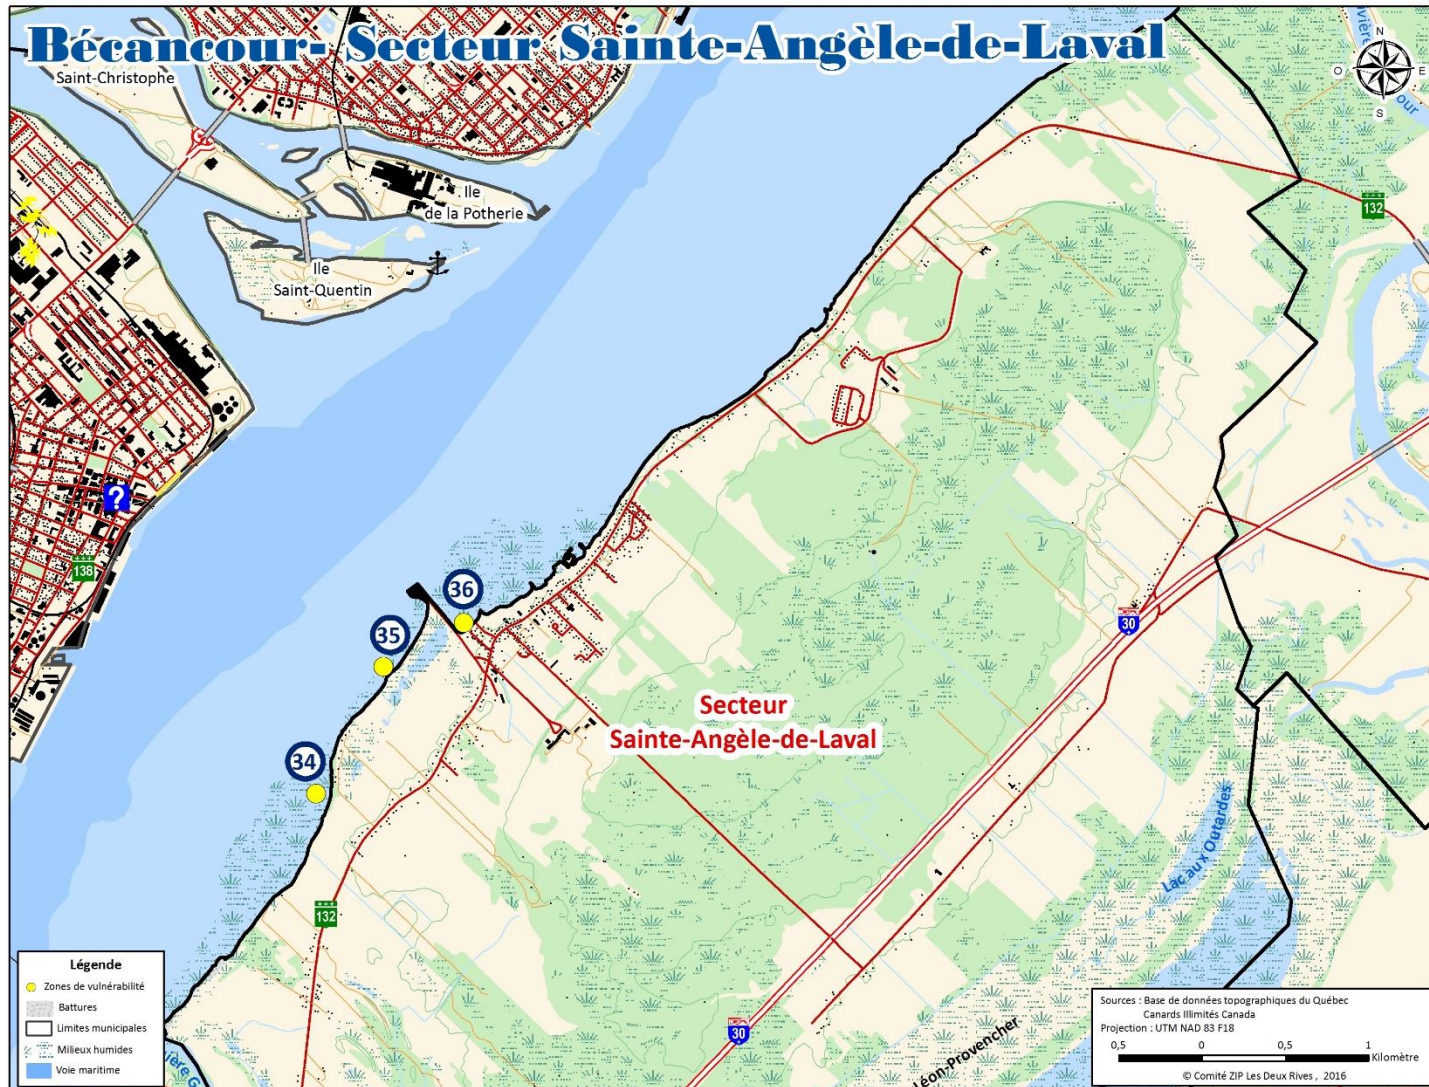 Bécancour- Secteur Sainte-Angèle-de-Laval
Saint-Christophe
Ile
de la Potherie
Ile
Saint-Quentin
N
O
E
S
132
?
138
36
35
34
30
Secteur
Sainte-Angèle-de-Laval
132
Lac aux Outardes
30
Léon-Provencher
Légende
Zones de vulnérabilité
Battures
Limites municipales
Milieux humides
Voie maritime
Sources : Base de données topographiques du Québec
Canards Illimités Canada
Projection : UTM NAD 83 F18
0,5 0 0,5 1
Kilomètre
© Comité ZIP Les Deux Rives , 2016